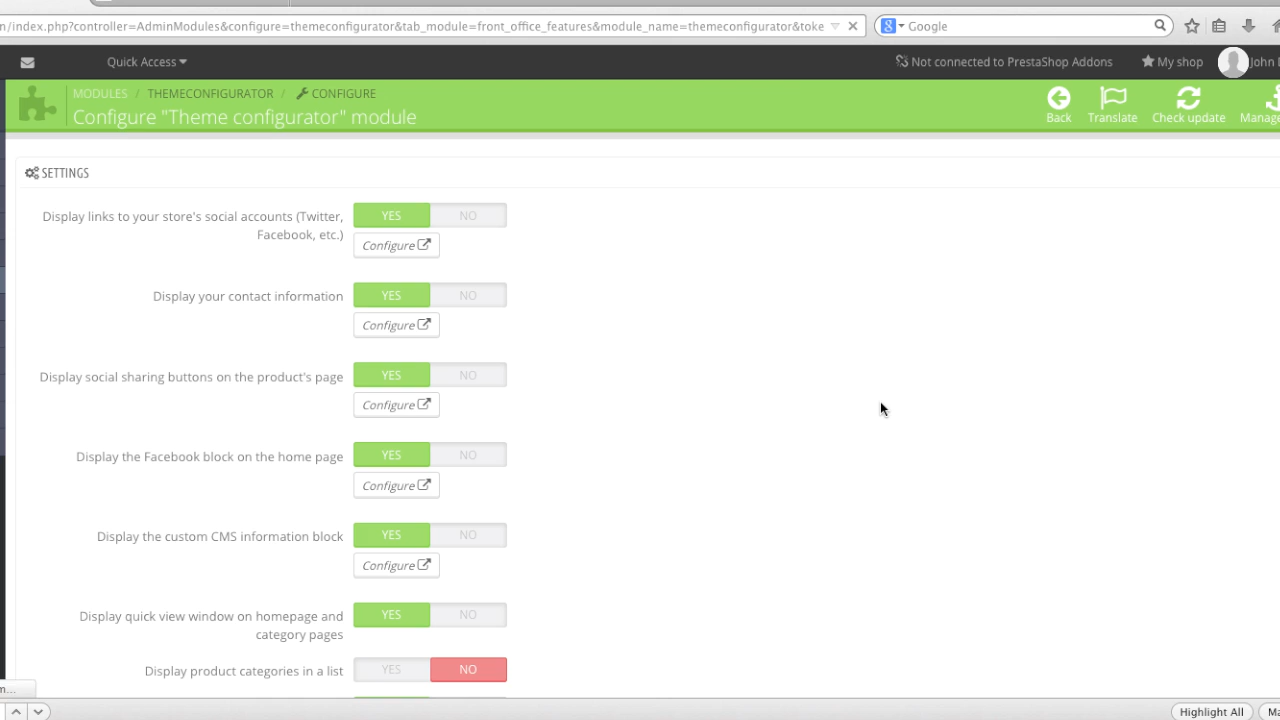 n/index.php?controller=AdminModules&configure=themeconfigurator&tab_module=front_office_features&module_name=themeconfigurator&toke
Google
Quick Access
Not connected to PrestaShop Addons
My shop
John
MODULES / THEMECONFIGURATOR / CONFIGURE
Configure "Theme configurator" module
Back
Translate
Check update
Manage
SETTINGS
Display links to your store's social accounts (Twitter,
Facebook, etc.)
YES NO
Configure
Display your contact information
YES NO
Configure
Display social sharing buttons on the product's page
YES NO
Configure
Display the Facebook block on the home page
YES NO
Configure
Display the custom CMS information block
YES NO
Configure
Display quick view window on homepage and
category pages
YES NO
Display product categories in a list
YES NO
m...
Highlight All
Ma